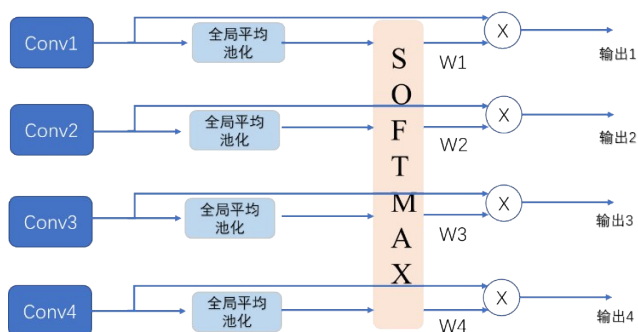 Conv1
全局平均
池化
W1
X
输出1
Conv2
全局平均
池化
W2
X
输出2
Conv3
全局平均
池化
W3
X
输出3
Conv4
全局平均
池化
W4
X
输出4
SOFTMAX